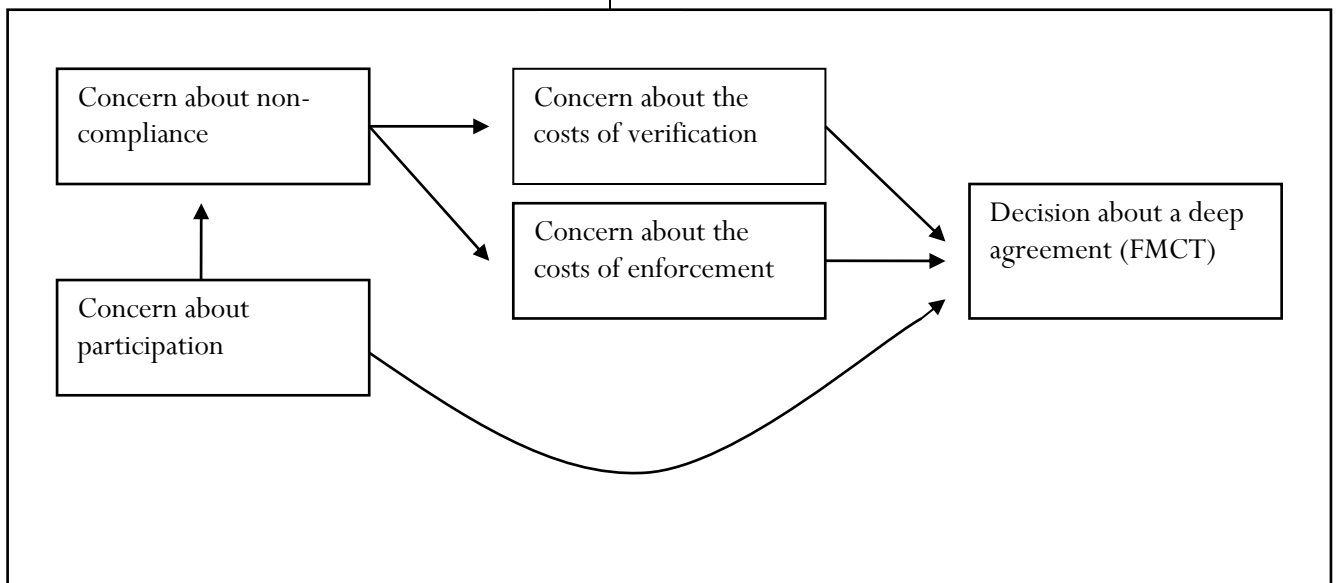 Concern about non-
compliance
Concern about the
costs of verification
Concern about the
costs of enforcement
Decision about a deep
agreement (FMCT)
Concern about
participation